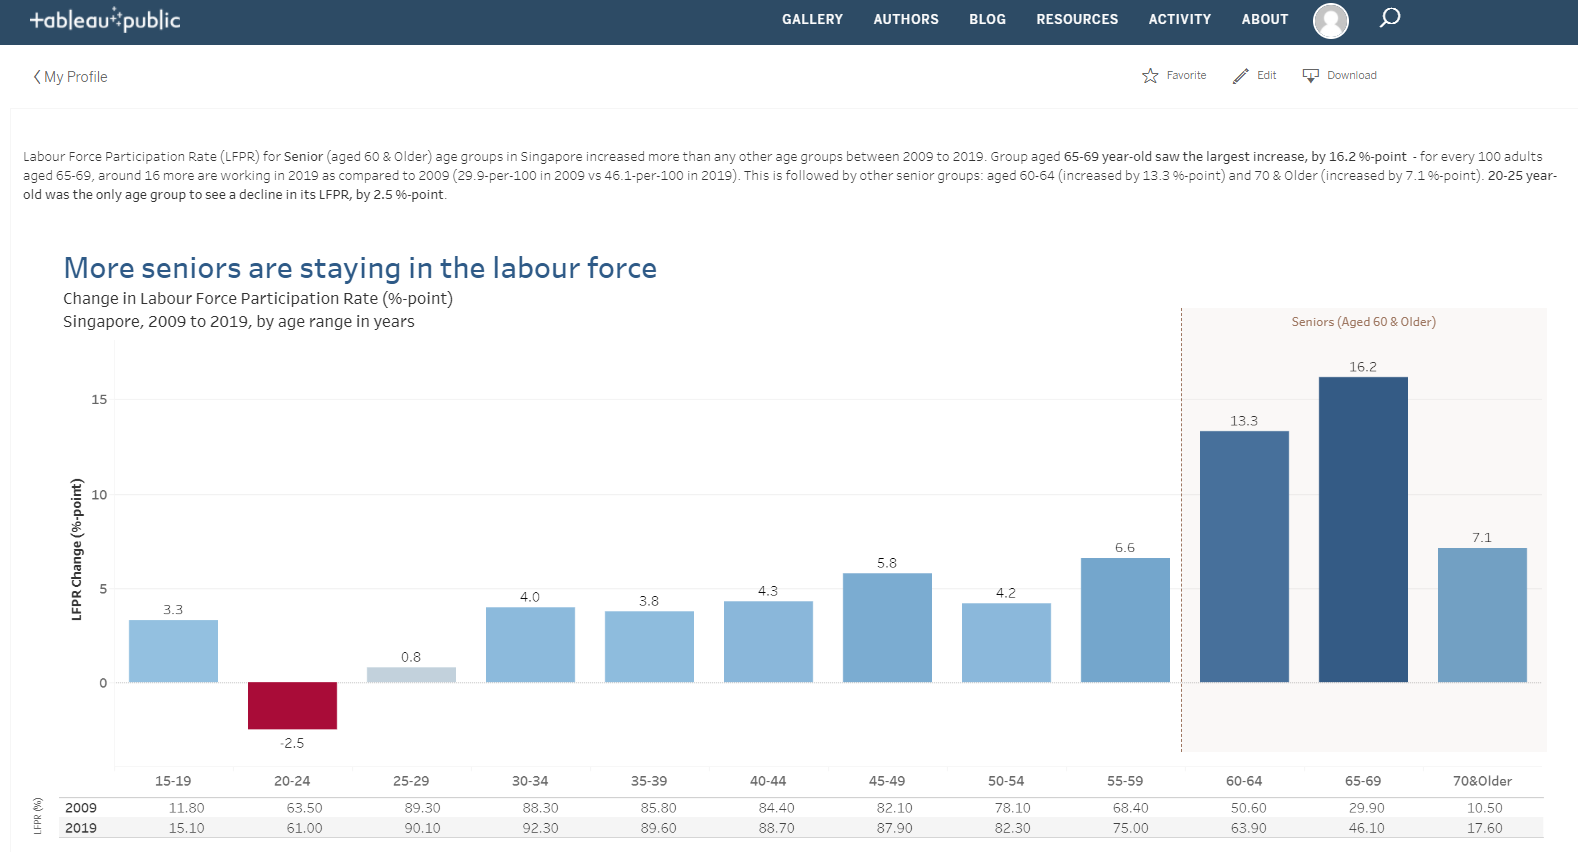 +ableau+public
GALLERY AUTHORS BLOG RESOURCES ACTIVITY ABOUT
My Profile
Favorite Edit Download
Labour Force Participation Rate (LFPR) for Senior (aged 60 & Older) age groups in Singapore increased more than any other age groups between 2009 to 2019. Group aged 65-69 year-old saw the largest increase, by 16.2 %-point - for every 100 adults
aged 65-69, around 16 more are working in 2019 as compared to 2009 (29.9-per-100 in 2009 vs 46.1-per-100 in 2019). This is followed by other senior groups: aged 60-64 (increased by 13.3 %-point) and 70 & Older (increased by 7.1 %-point). 20-25 year-
old was the only age group to see a decline in its LFPR, by 2.5 %-point.
More seniors are staying in the labour force
Change in Labour Force Participation Rate (%-point)
Singapore, 2009 to 2019, by age range in years
Seniors (Aged 60 & Older)
LFPR Change (%-point)
15
10
5
0
3.3
-2.5
0.8
4.0
3.8
4.3
5.8
4.2
6.6
13.3
16.2
7.1
15-19 20-24 25-29 30-34 35-39 40-44 45-49 50-54 55-59 60-64 65-69 70&Older
LFPR (%)
2009 11.80 63.50 89.30 88.30 85.80 84.40 82.10 78.10 68.40 50.60 29.90 10.50
2019 15.10 61.00 90.10 92.30 89.60 88.70 87.90 82.30 75.00 63.90 46.10 17.60